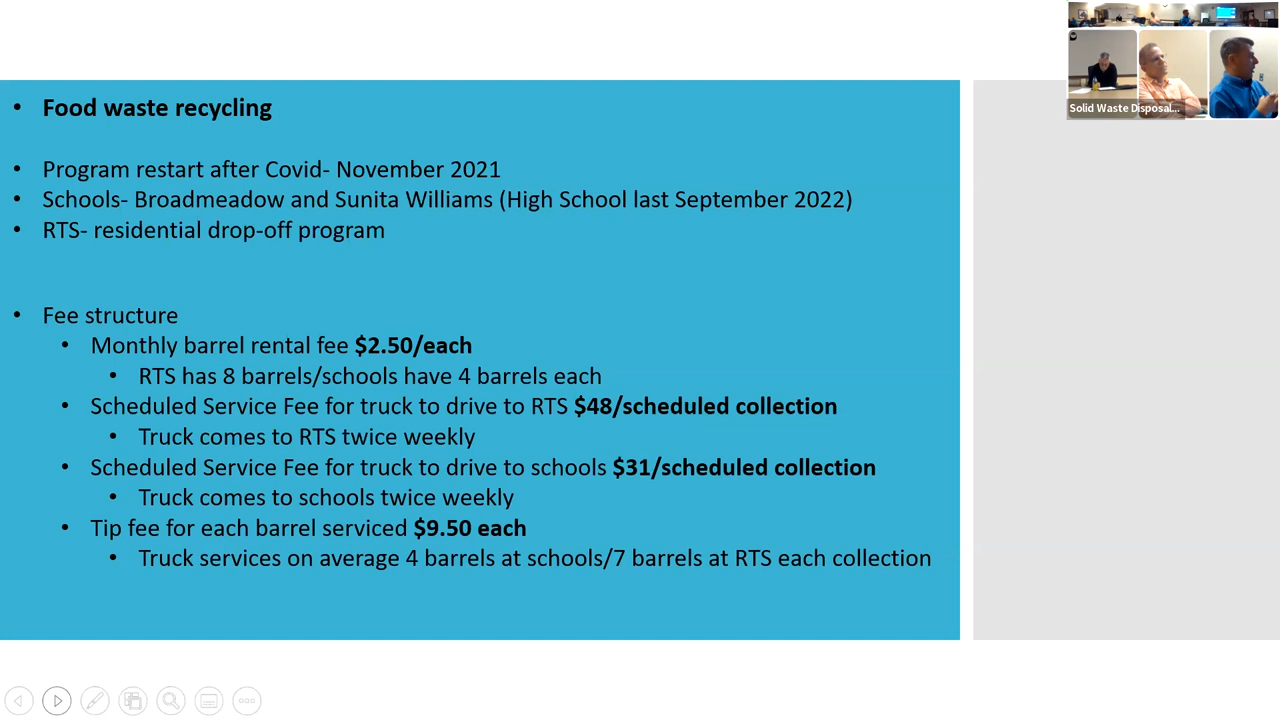 Solid Waste Disposal...
• Food waste recycling
• Program restart after Covid- November 2021
• Schools- Broadmeadow and Sunita Williams (High School last September 2022)
• RTS- residential drop-off program
• Fee structure
• Monthly barrel rental fee $2.50/each
• RTS has 8 barrels/schools have 4 barrels each
• Scheduled Service Fee for truck to drive to RTS $48/scheduled collection
• Truck comes to RTS twice weekly
• Scheduled Service Fee for truck to drive to schools $31/scheduled collection
• Truck comes to schools twice weekly
• Tip fee for each barrel serviced $9.50 each
• Truck services on average 4 barrels at schools/7 barrels at RTS each collection